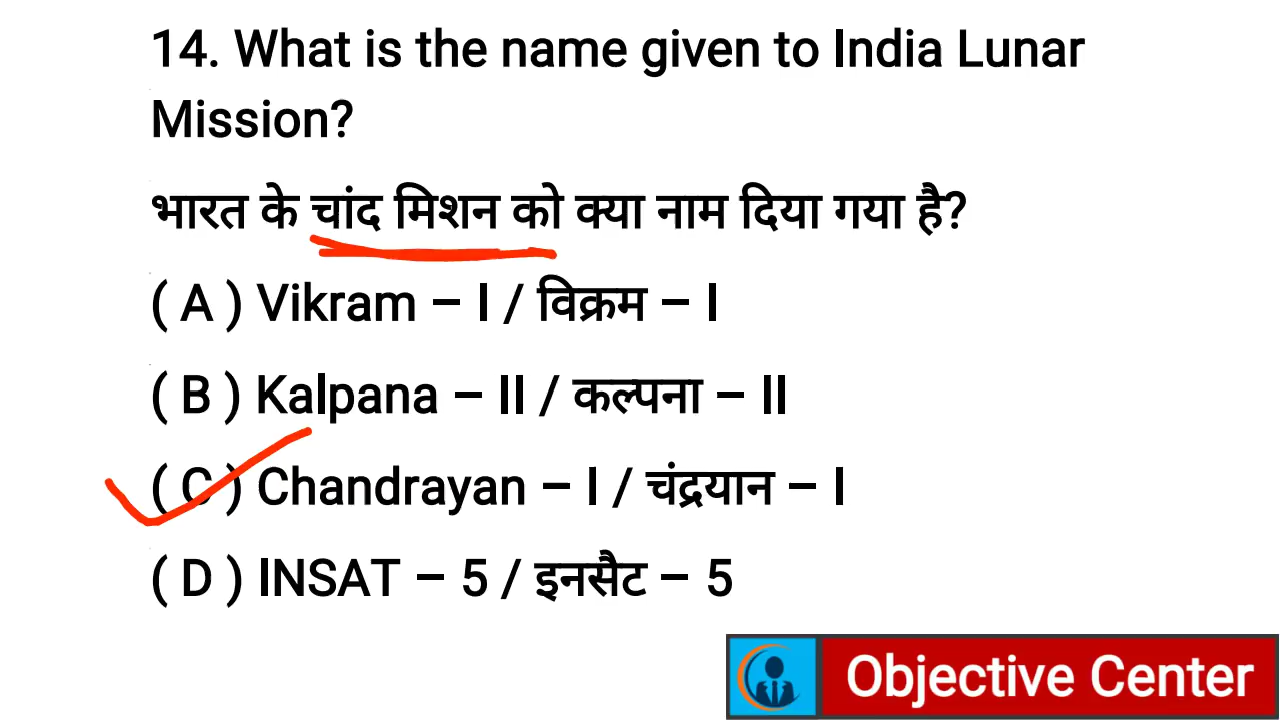 14. What is the name given to India Lunar
Mission?
भारत के चांद मिशन को क्या नाम दिया गया है?
( A ) Vikram – I / विक्रम – I
( B ) Kalpana – II / कल्पना – II
( C ) Chandrayan – I / चंद्रयान – I
( D ) INSAT – 5 / इनसैट – 5
Objective Center